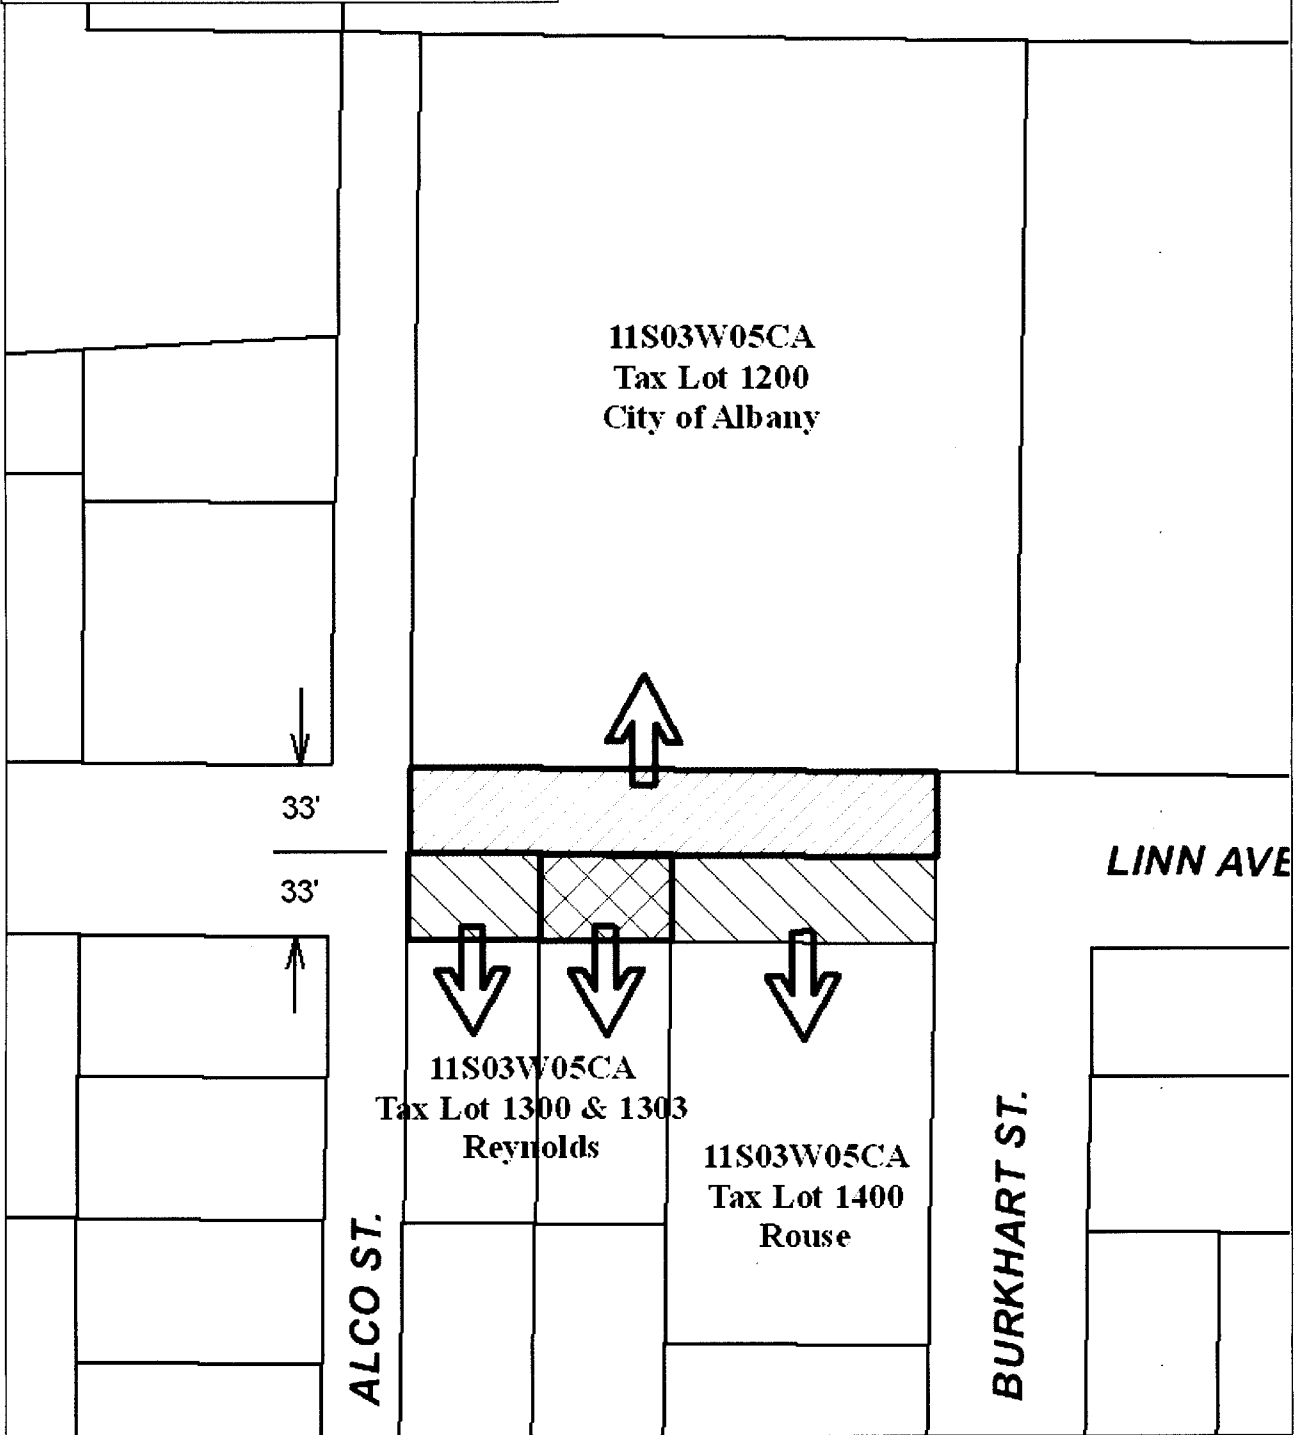 11S03W05CA
Tax Lot 1200
City of Albany
33'
33'
LINN AVE
11S03W05CA
Tax Lot 1300 & 1303
Reynolds
11S03W05CA
Tax Lot 1400
Rouse
ALCO ST.
BURKHART ST.